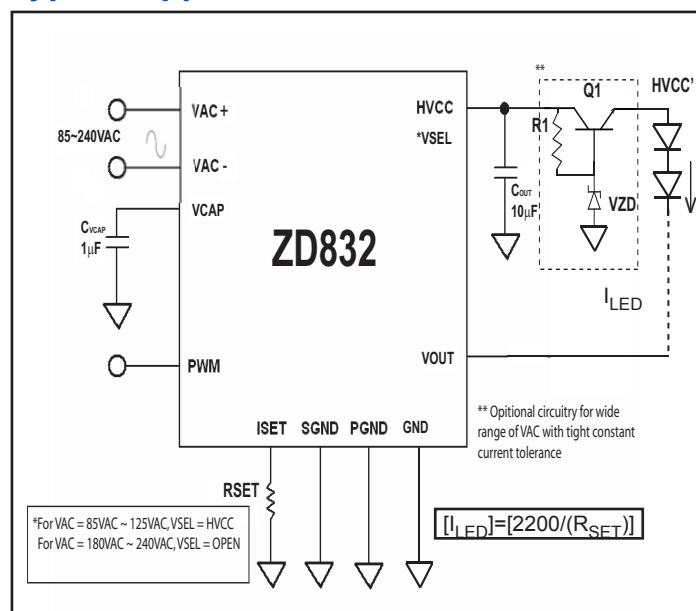 **
Q1
HVCC'
VAC+
HVCC
R1
85~240VAC
*VSEL
VAC -
COUT
10µF
VZD
VCAP
CVCAP
1µF
ZD832
ILED
PWM
VOUT
** Opitional circuitry for wide
range of VAC with tight constant
current tolerance
ISET SGND PGND GND
RSET
*For VAC = 85VAC ~ 125VAC, VSEL = HVCC
For VAC = 180VAC ~ 240VAC, VSEL = OPEN
[ILED]=[2200/(RSET)]